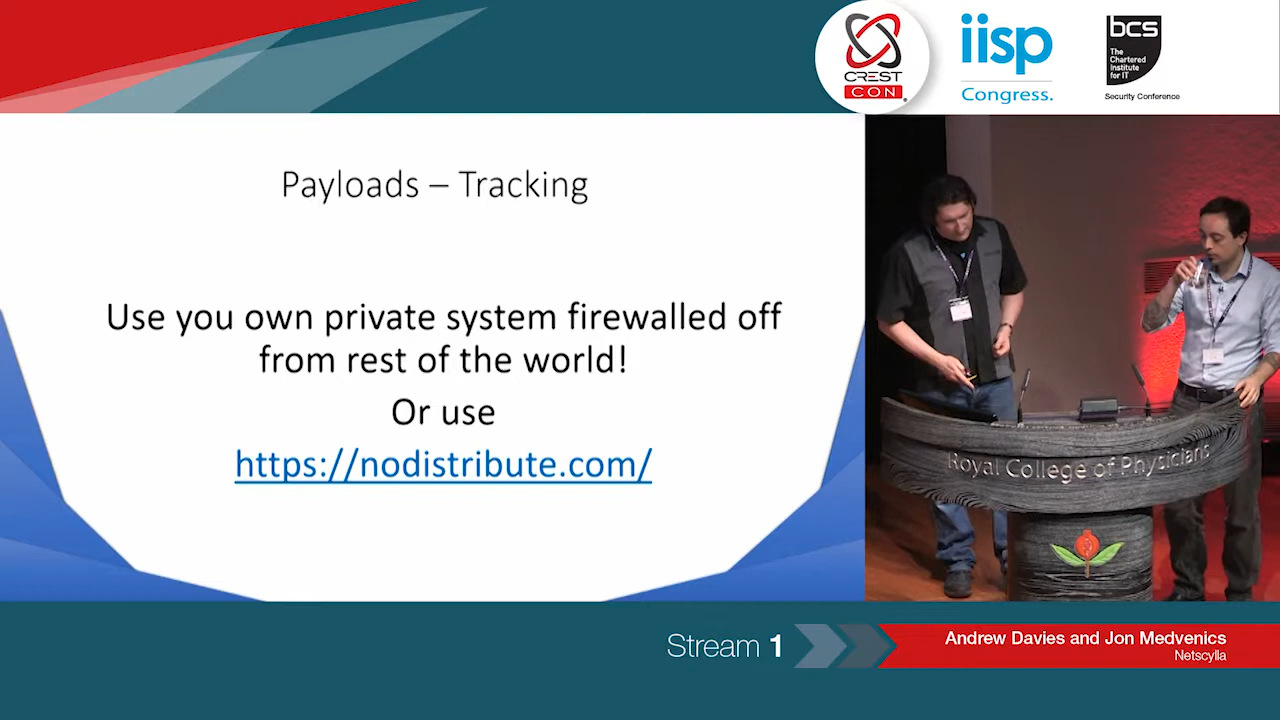 CREST
CON
iisp
Congress.
bcs
The
Chartered
Institute
for IT
Security Conference
Payloads – Tracking
Use you own private system firewalled off
from rest of the world!
Or use
https://nodistribute.com/
Royal College of Physicians
Stream 1
Andrew Davies and Jon Medvenics
Netscylla